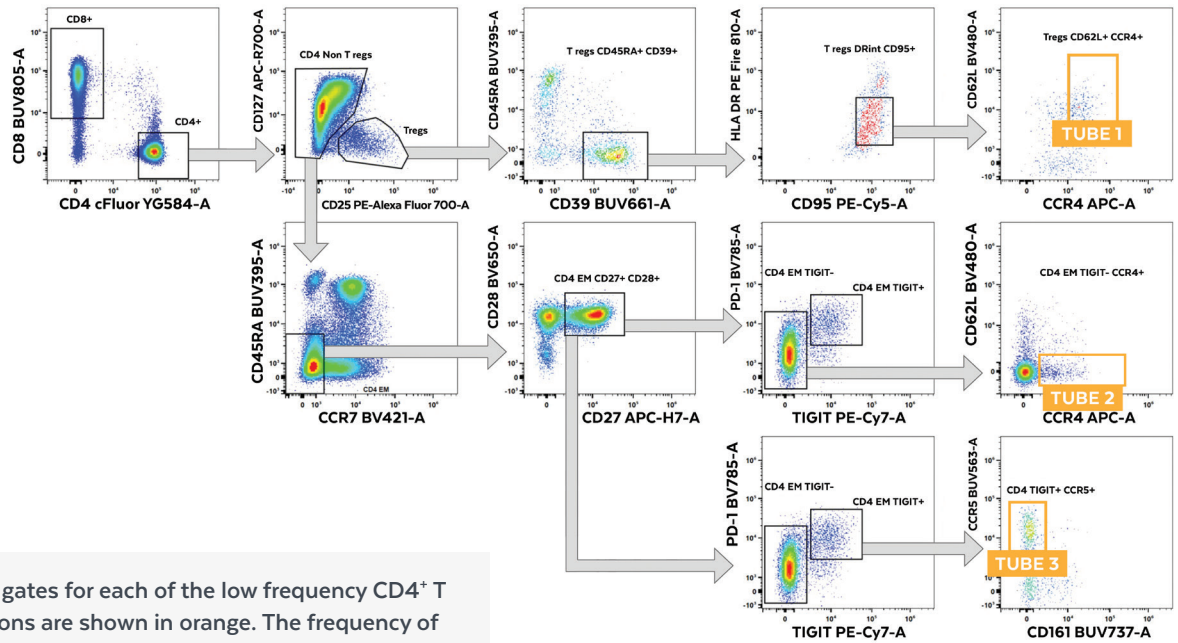 CD8+
CD4+
CD8 BUV805-A
CD4 cFluor YG584-A
CD4 Non T regs
Tregs
CD127 APC-R700-A
CD25 PE-Alexa Fluor 700-A
T regs CD45RA+ CD39+
CD45RA BUV395-A
CD39 BUV661-A
T regs DRint CD95+
HLA DR PE Fire 810-A
CD95 PE-Cy5-A
Tregs CD62L+ CCR4+
TUBE 1
CD62L BV480-A
CCR4 APC-A
CD45RA BUV395-A
CD4 EM
CCR7 BV421-A
CD4 EM CD27+ CD28+
CD28 BV650-A
CD27 APC-H7-A
CD4 EM TIGIT-
CD4 EM TIGIT+
PD-1 BV785-A
TIGIT PE-Cy7-A
CD4 EM TIGIT- CCR4+
TUBE 2
CD62L BV480-A
CCR4 APC-A
CD4 EM TIGIT-
CD4 EM TIGIT+
PD-1 BV785-A
TIGIT PE-Cy7-A
CD4 TIGIT+ CCR5+
TUBE 3
CCR5 BUV563-A
CD161 BUV737-A
gates for each of the low frequency CD4⁺ T
ons are shown in orange. The frequency of